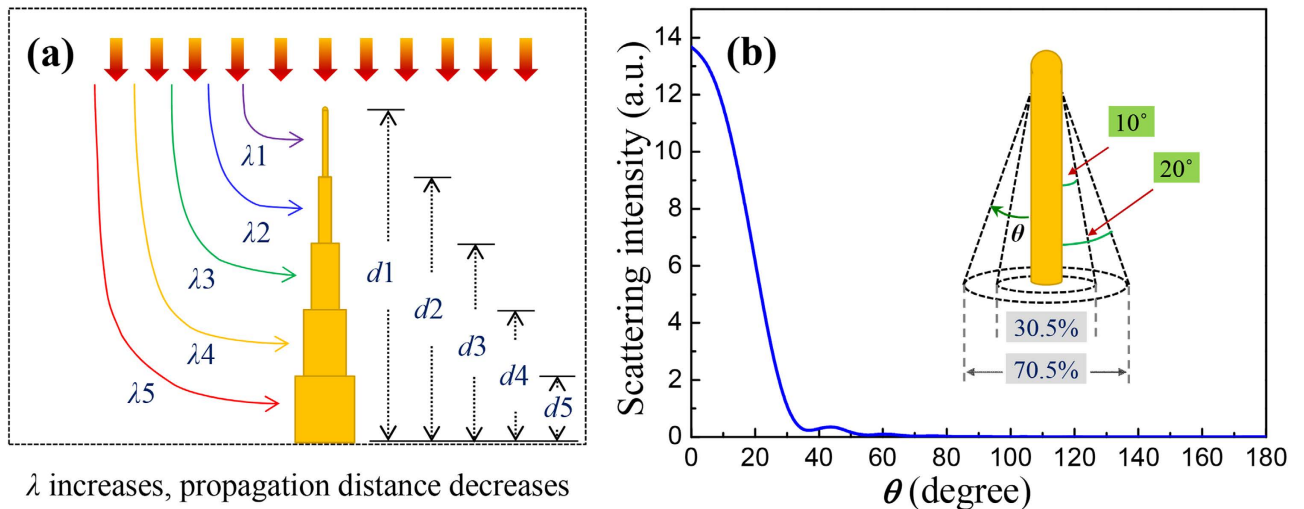 (a)
λ1
λ2
λ3
λ4
λ5
d1
d2
d3
d4
d5
λ increases, propagation distance decreases
(b)
Scattering intensity (a.u.)
14
12
10
8
6
4
2
0
0 20 40 60 80 100 120 140 160 180
θ (degree)
10°
20°
θ
30.5%
70.5%